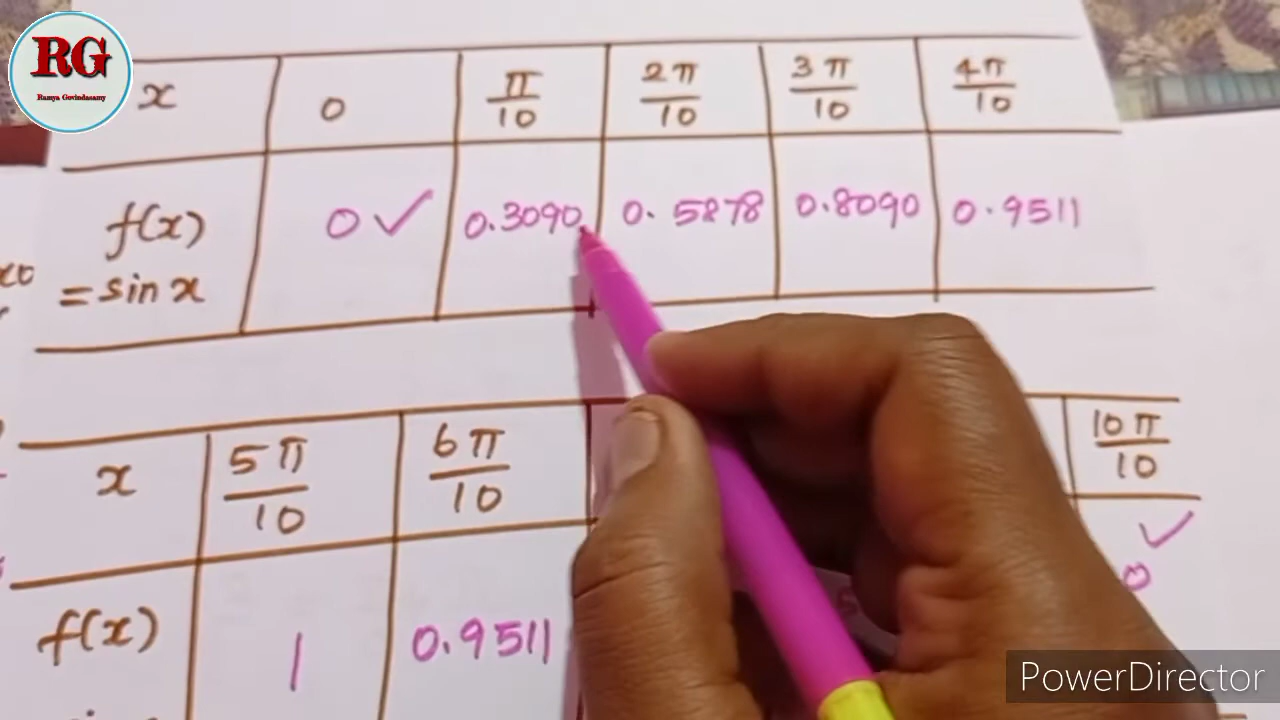 RG
Ramya Govindasamy
x 0 π/10 2π/10 3π/10 4π/10
f(x) = sin x 0 ✓ 0.3090 0.5878 0.8090 0.9511
x 5π/10 6π/10 10π/10
f(x) 1 0.9511 ✓ 0
PowerDirector